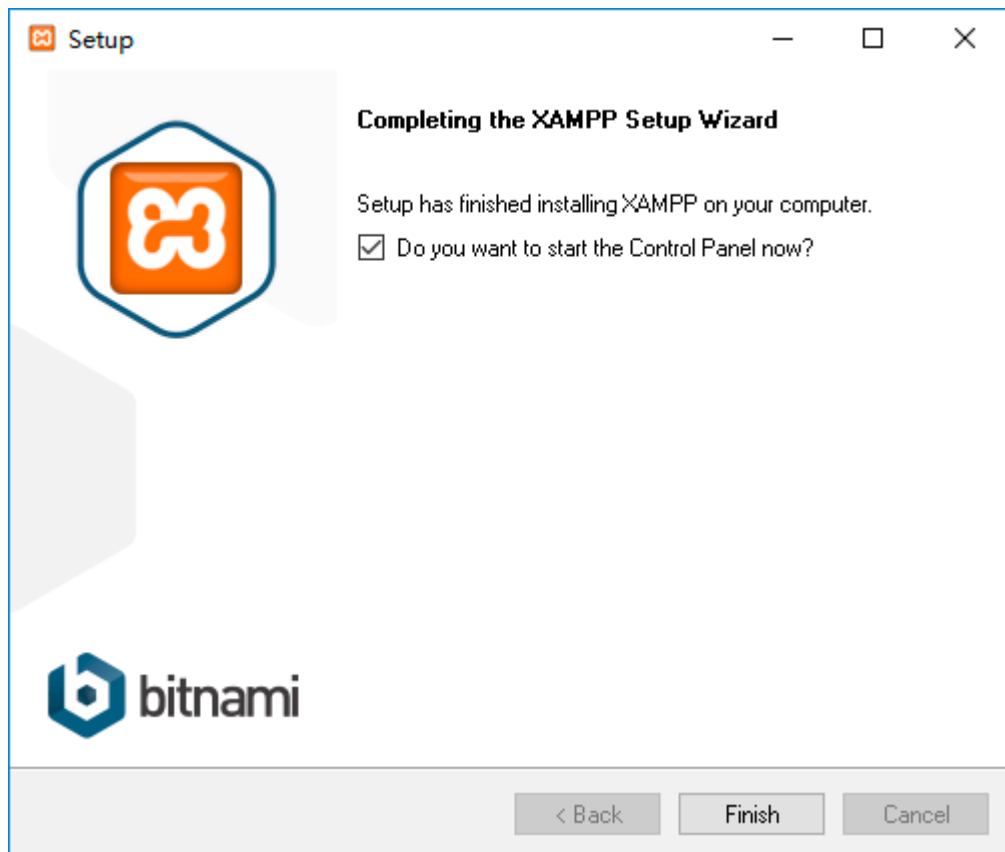 Setup
Completing the XAMPP Setup Wizard
Setup has finished installing XAMPP on your computer.
Do you want to start the Control Panel now?
bitnami
< Back
Finish
Cancel